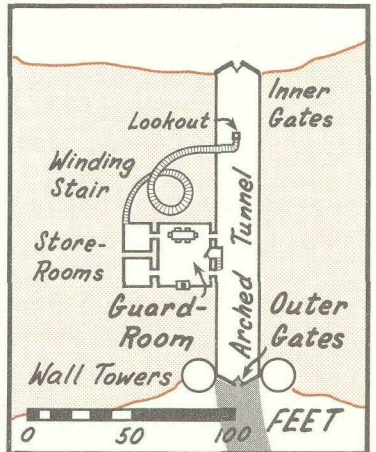 Inner
Gates
Lookout
Winding
Stair
Arched Tunnel
Store-
Rooms
Guard-
Room
Outer
Gates
Wall Towers
0 50 100 FEET